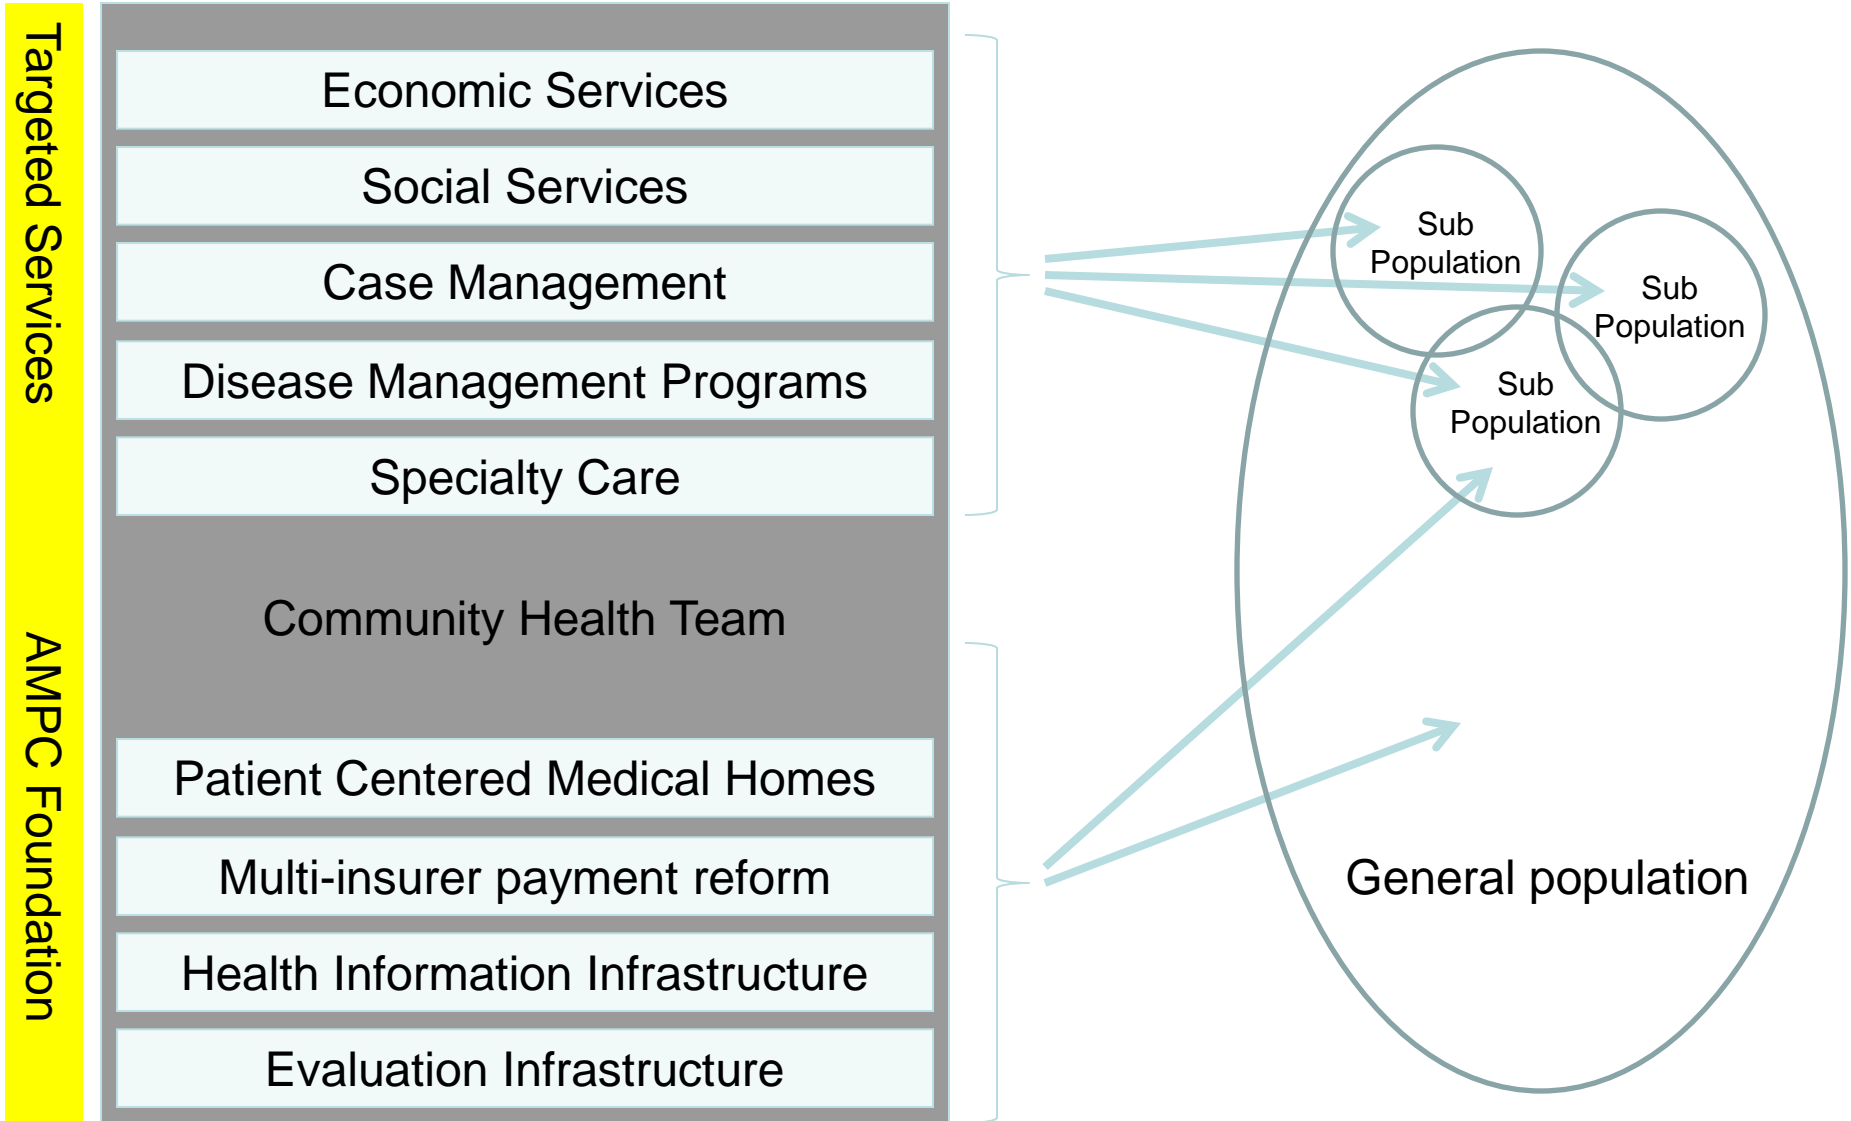 Targeted Services
AMPC Foundation
Economic Services
Social Services
Case Management
Disease Management Programs
Specialty Care
Community Health Team
Patient Centered Medical Homes
Multi-insurer payment reform
Health Information Infrastructure
Evaluation Infrastructure
Sub
Population
Sub
Population
Sub
Population
General population